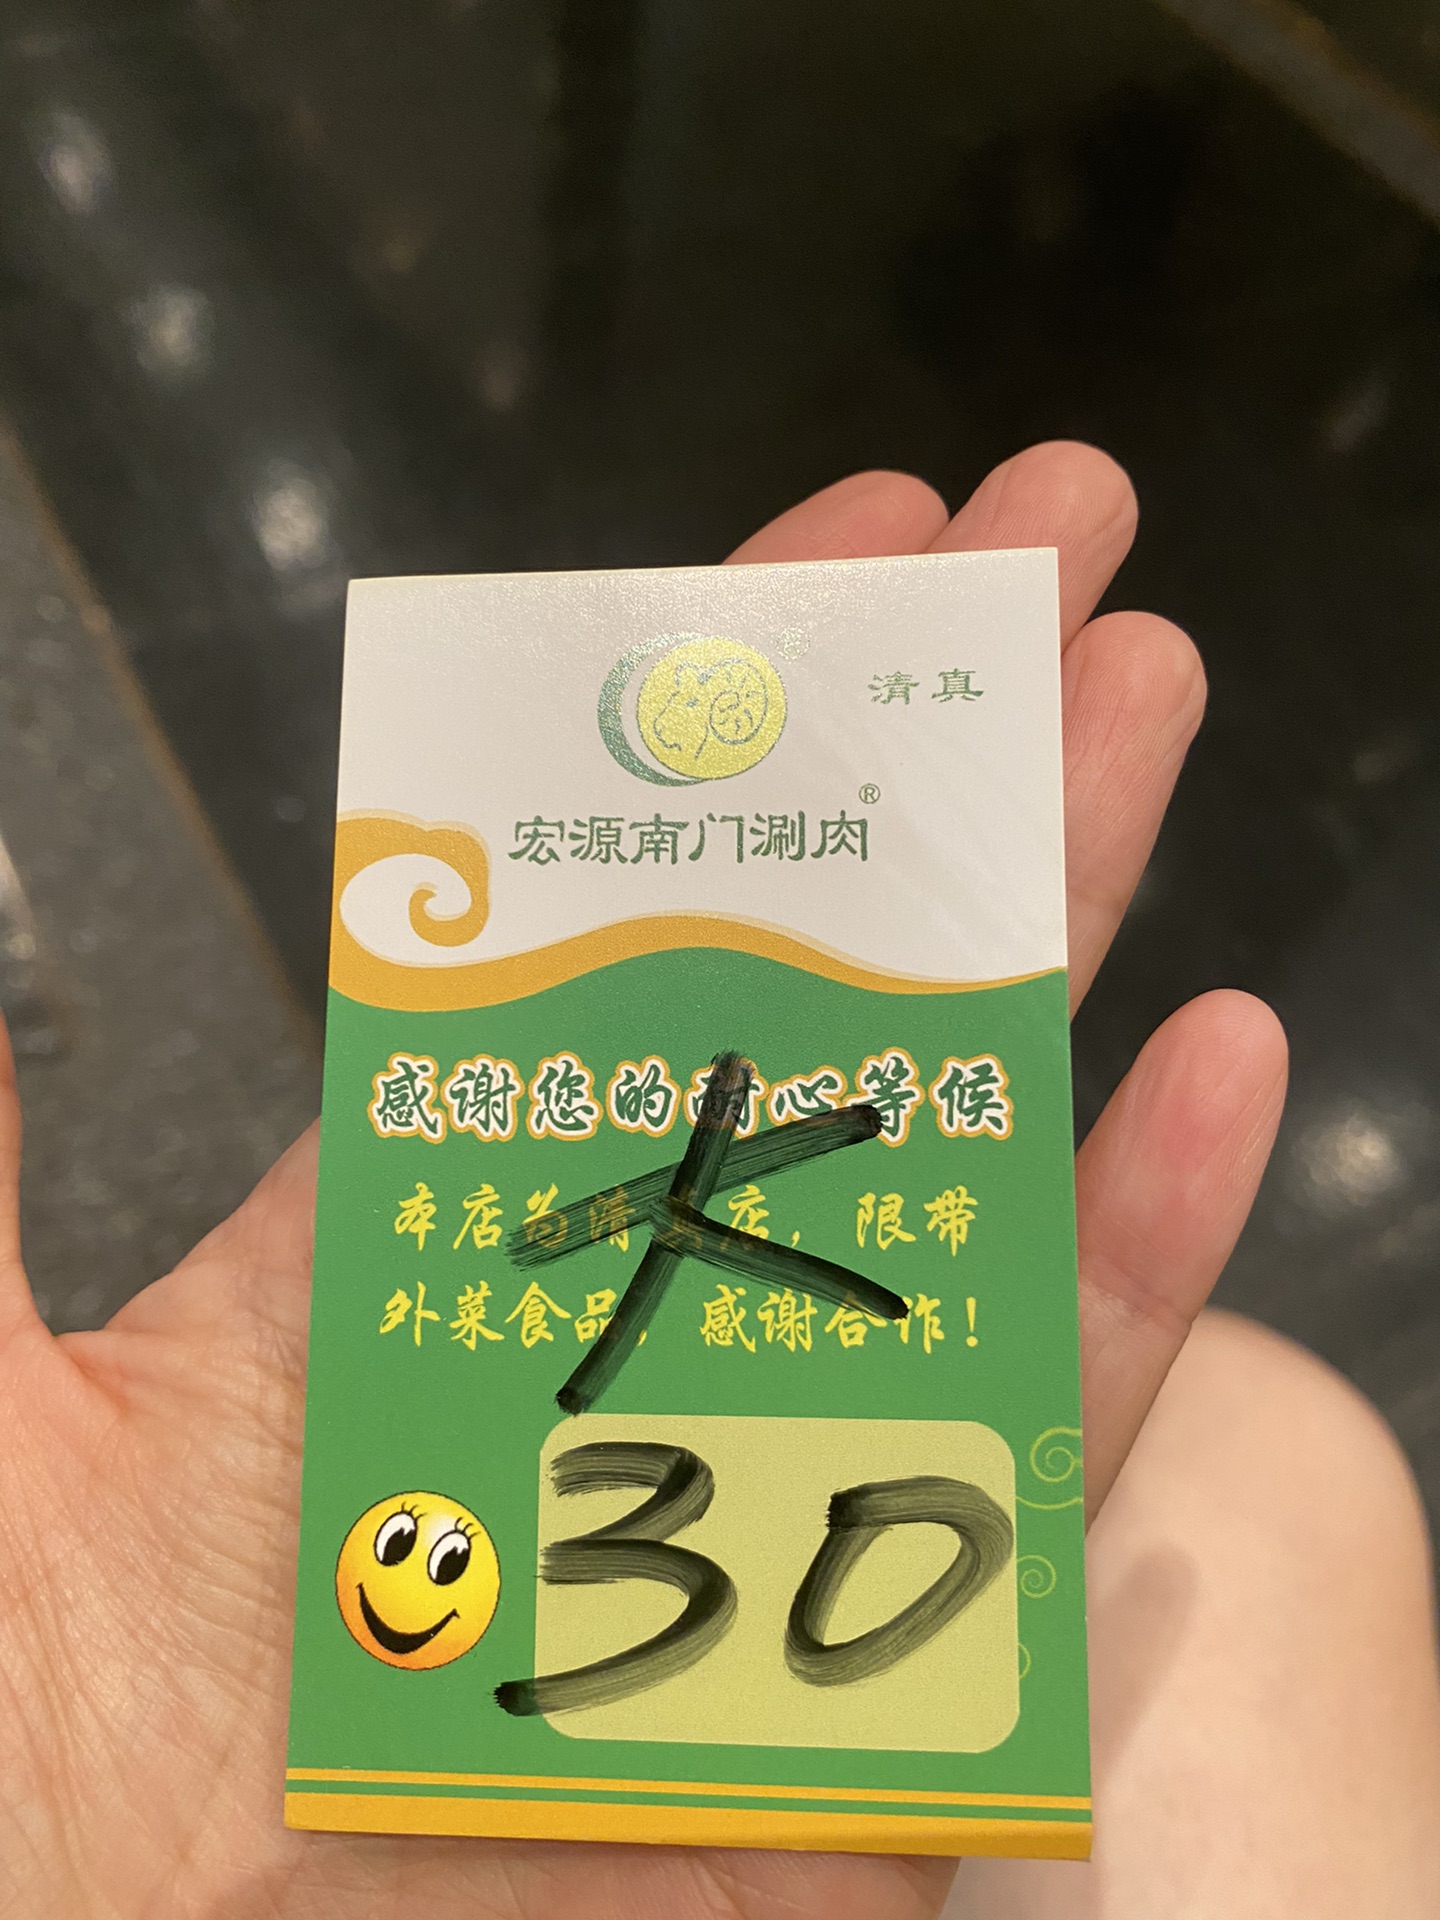 清真
宏源南门涮肉®
感谢您的耐心等候
大
本店为清真店，限带
外菜食品，感谢合作！
30